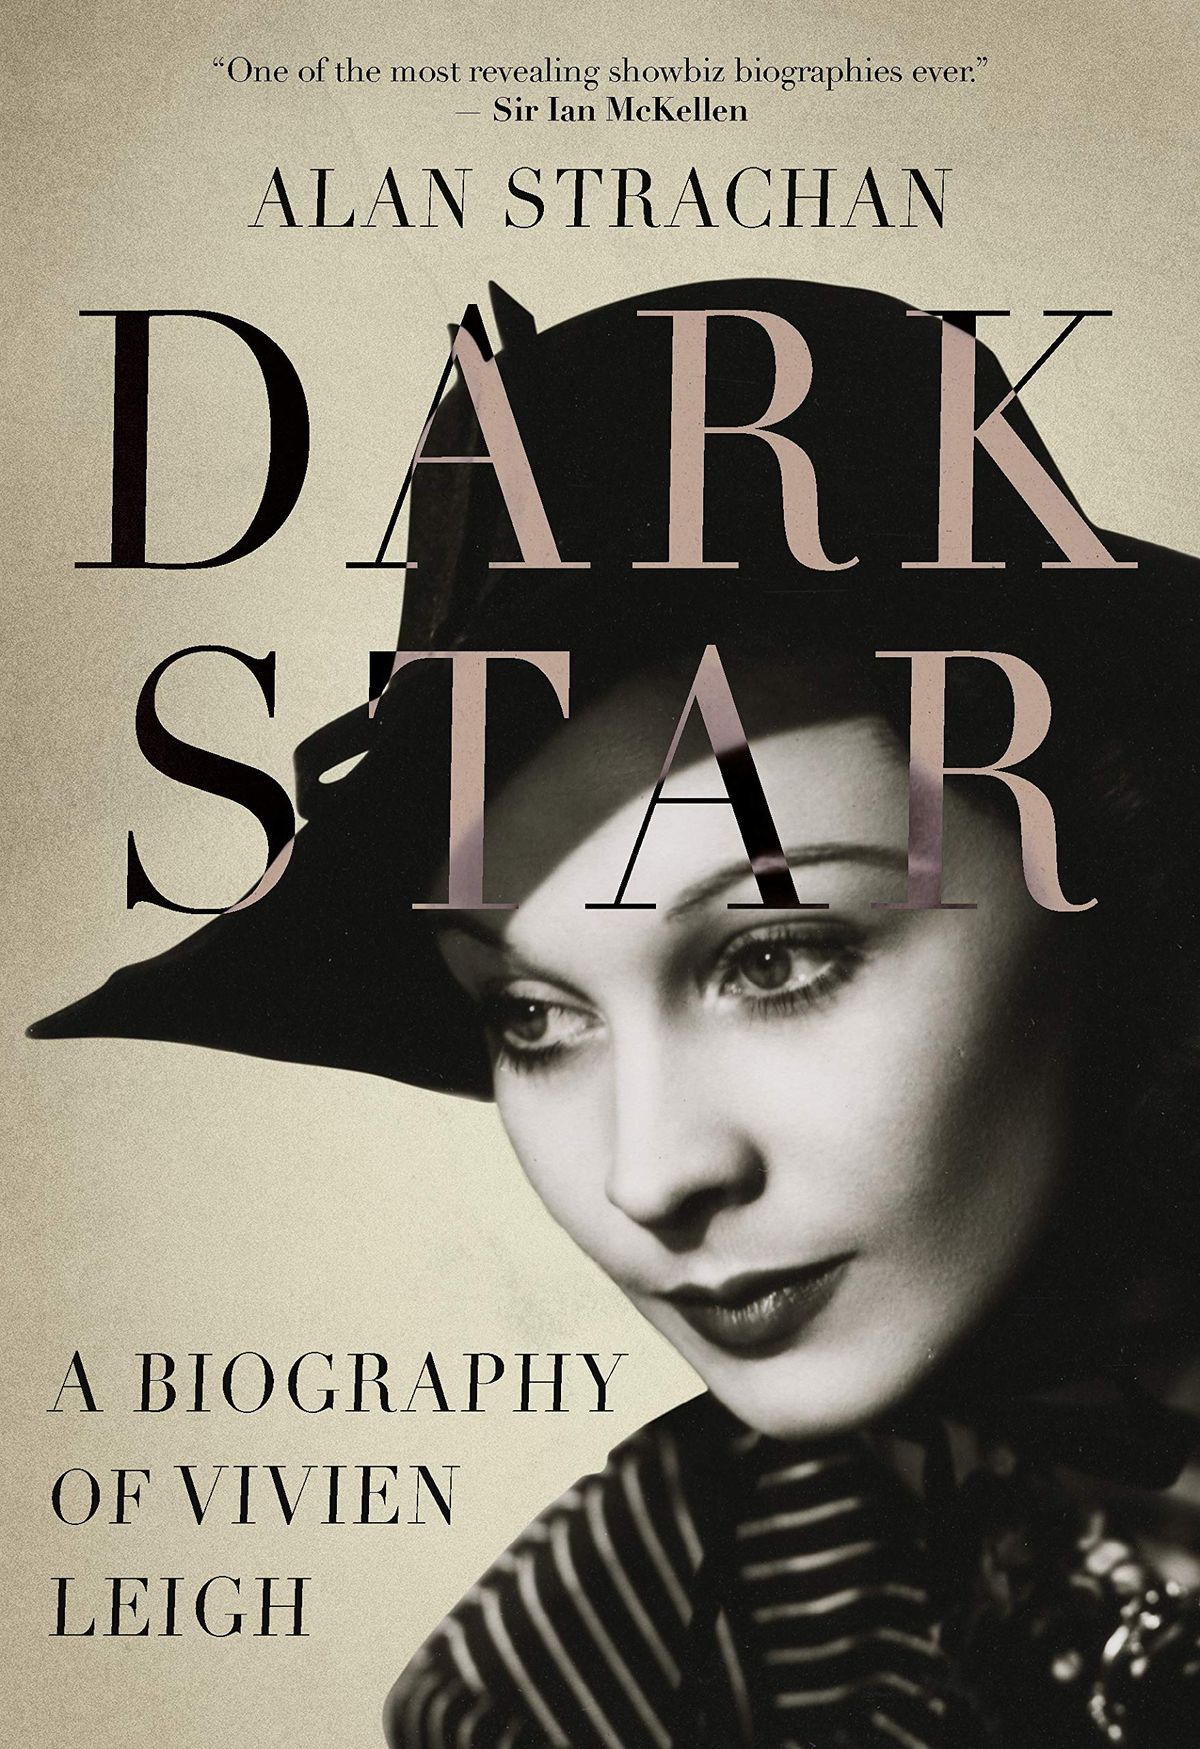 “One of the most revealing showbiz biographies ever.”
— Sir Ian McKellen
ALAN STRACHAN
DARK
STAR
A BIOGRAPHY
OF VIVIEN
LEIGH